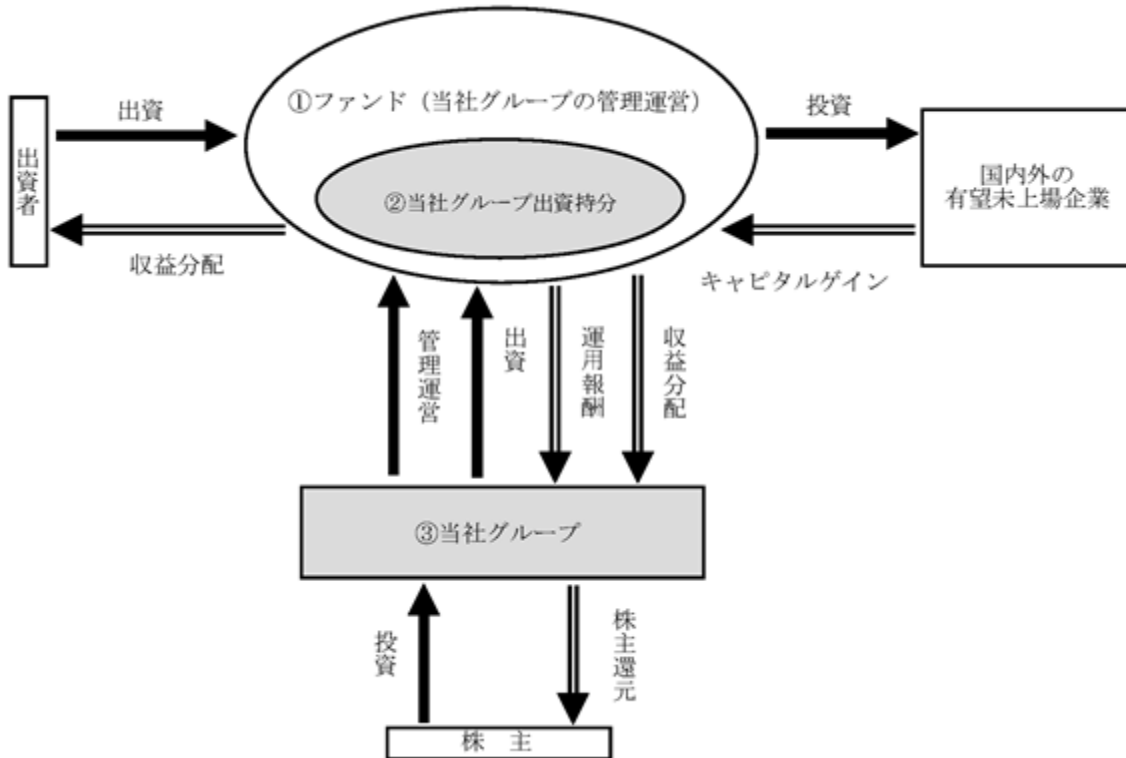 ①ファンド（当社グループの管理運営）
出資
投資
出資者
②当社グループ出資持分
国内外の
有望未上場企業
収益分配
キャピタルゲイン
管理運営
出資
運用報酬
収益分配
③当社グループ
投資
株主還元
株　主